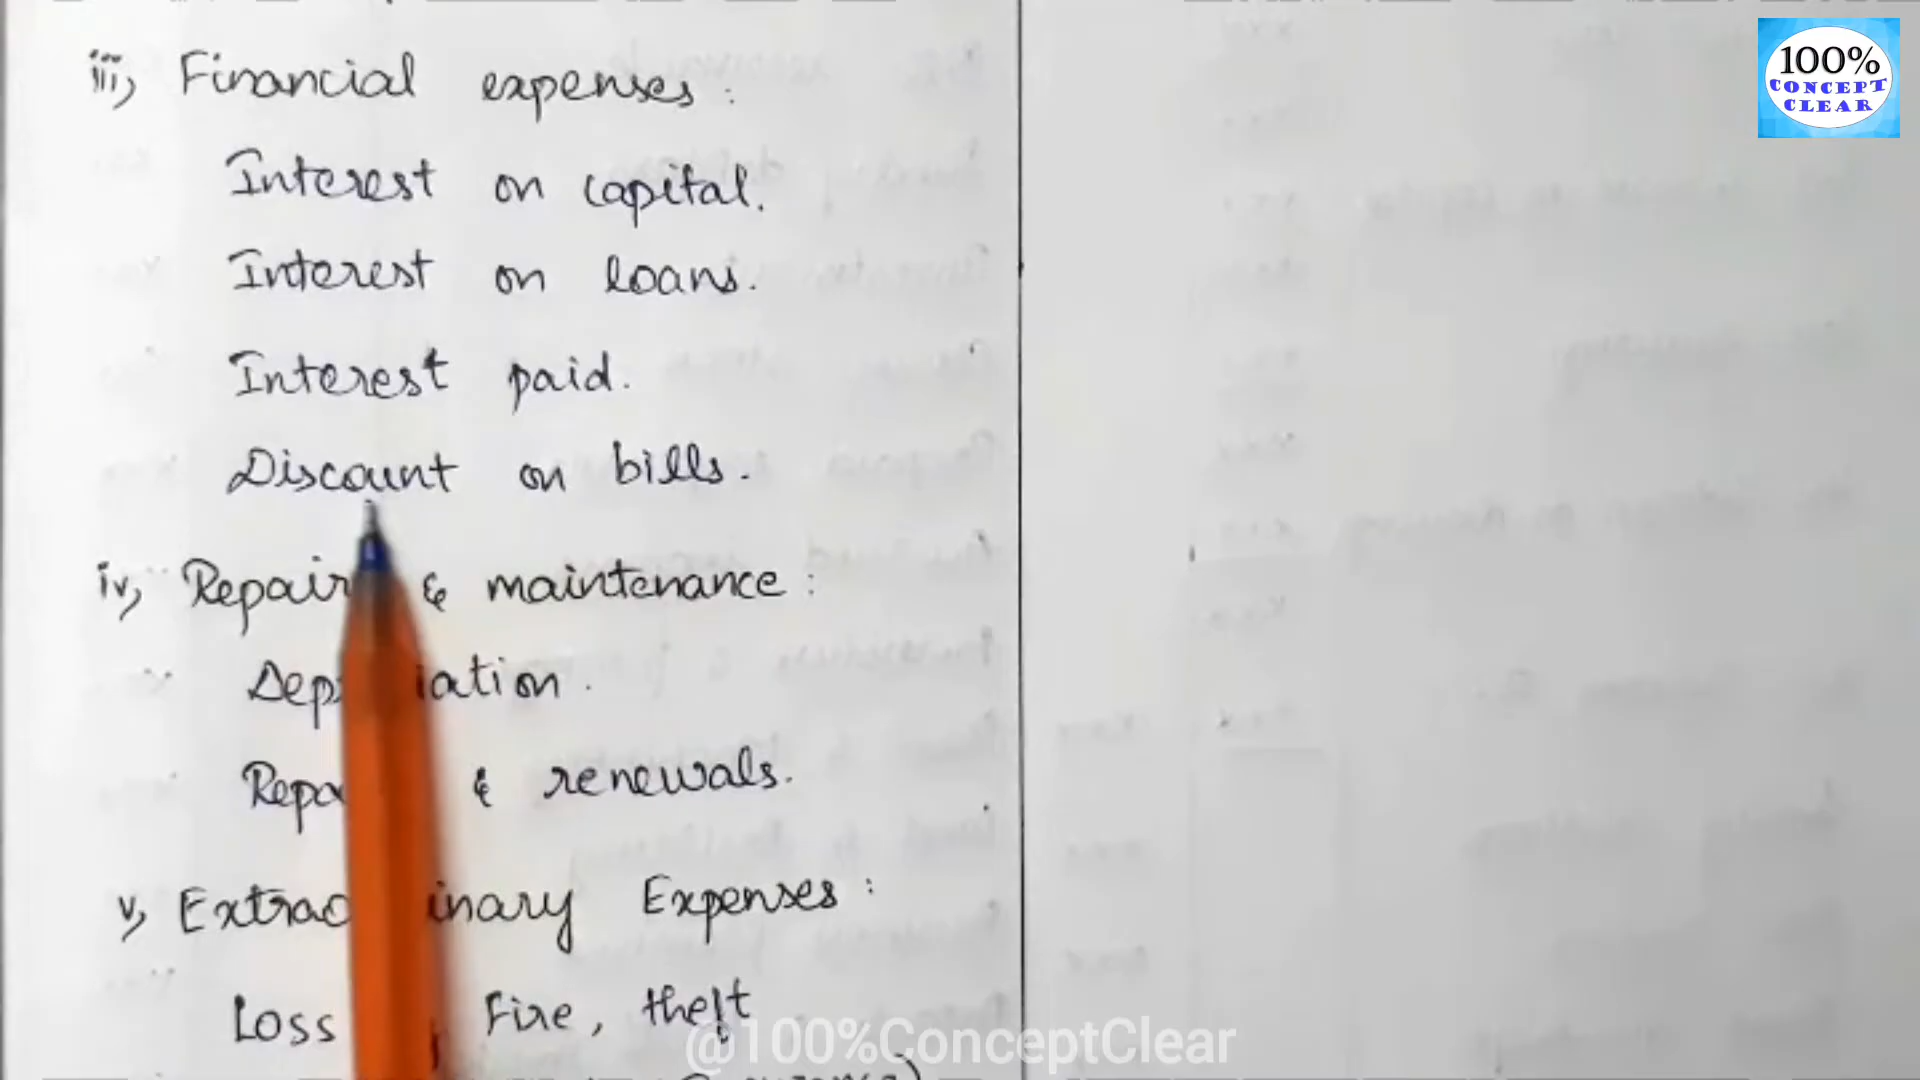 iii, Financial expenses:
Interest on capital.
Interest on loans.
Interest paid.
Discount on bills.
iv, Repair & maintenance:
& renewals.
v, Expenses:
Loss Fire, theft
@100%ConceptClear
100%
CONCEPT
CLEAR